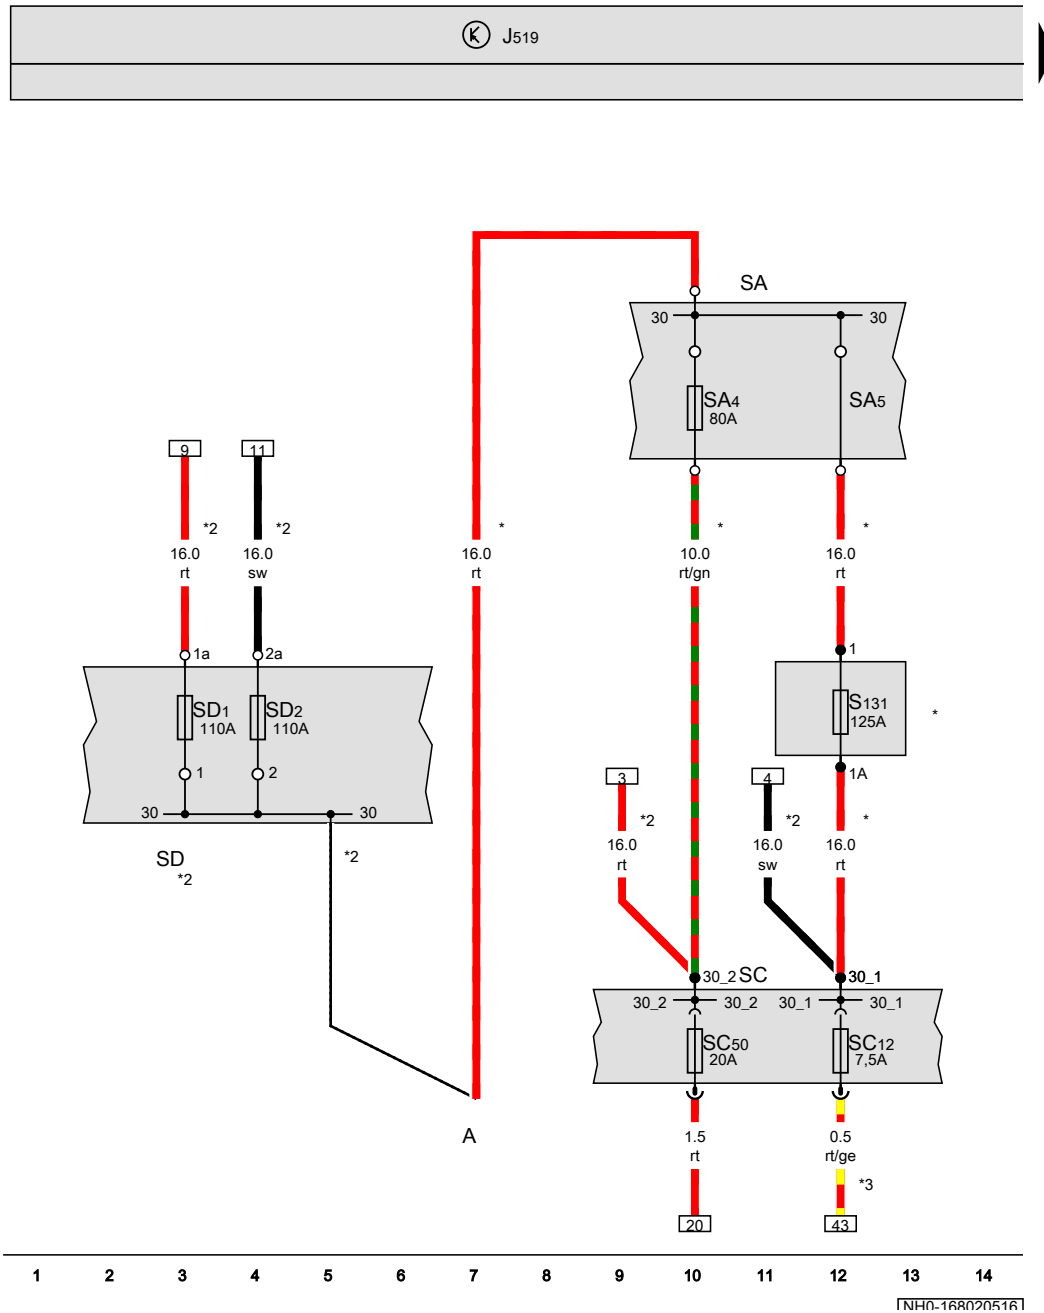 J519
SA
30 30
SA4 SA5
80A
9 11
*2 *2 * * *
16.0 16.0 16.0 10.0 16.0
rt sw rt rt/gn rt
1a 2a 1
SD1 SD2 S131
110A 110A 125A
*
1 2 3 4 1A
30 30 *2 *2 *
16.0 16.0 16.0
SD *2 rt sw rt
*2
30_2 SC 30_1
30_2 30_2 30_1 30_1
SC50 SC12
20A 7,5A
A 1.5 0.5
rt rt/ge
*3
20 43
1 2 3 4 5 6 7 8 9 10 11 12 13 14
NH0-168020516